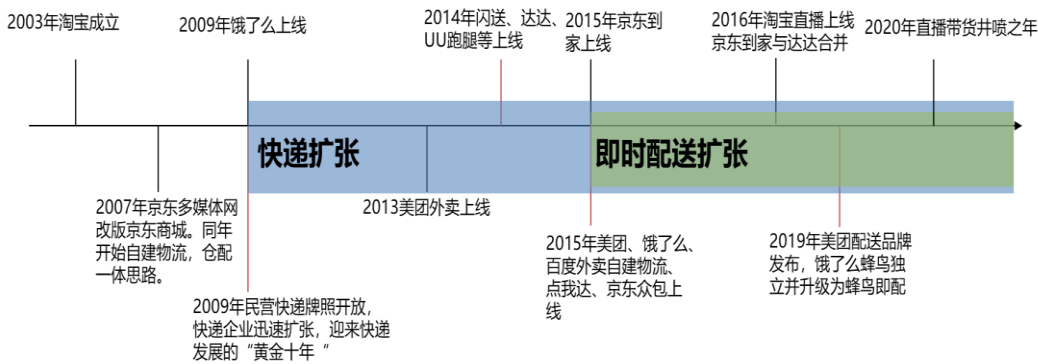 2003年淘宝成立
2009年饿了么上线
2014年闪送、达达、
UU跑腿等上线
2015年京东到
家上线
2016年淘宝直播上线
京东到家与达达合并
2020年直播带货井喷之年
快递扩张
即时配送扩张
2007年京东多媒体网
改版京东商城。同年
开始自建物流，仓配
一体思路。
2013美团外卖上线
2009年民营快递牌照开放，
快递企业迅速扩张，迎来快递
发展的“黄金十年“
2015年美团、饿了么、
百度外卖自建物流、
点我达、京东众包上
线
2019年美团配送品牌
发布，饿了么蜂鸟独
立并升级为蜂鸟即配